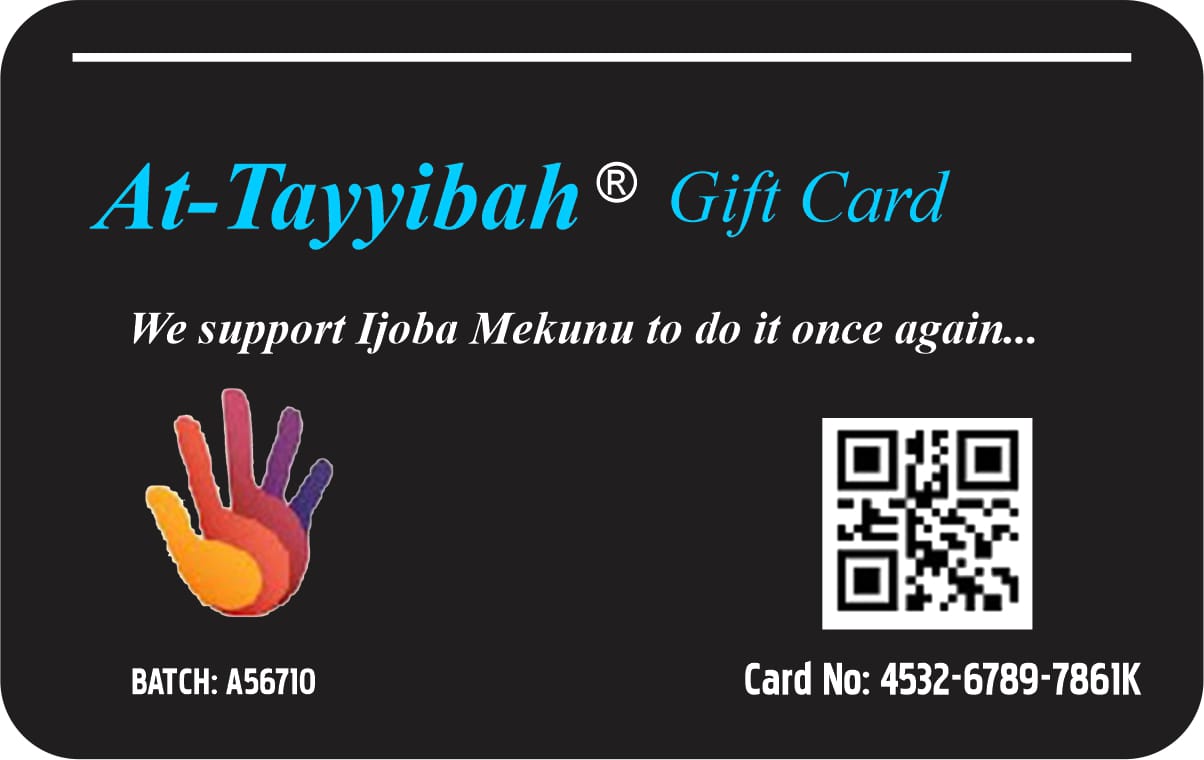 At-Tayyibah ® Gift Card
We support Ijoba Mekunu to do it once again...
BATCH: A56710
Card No: 4532-6789-7861K